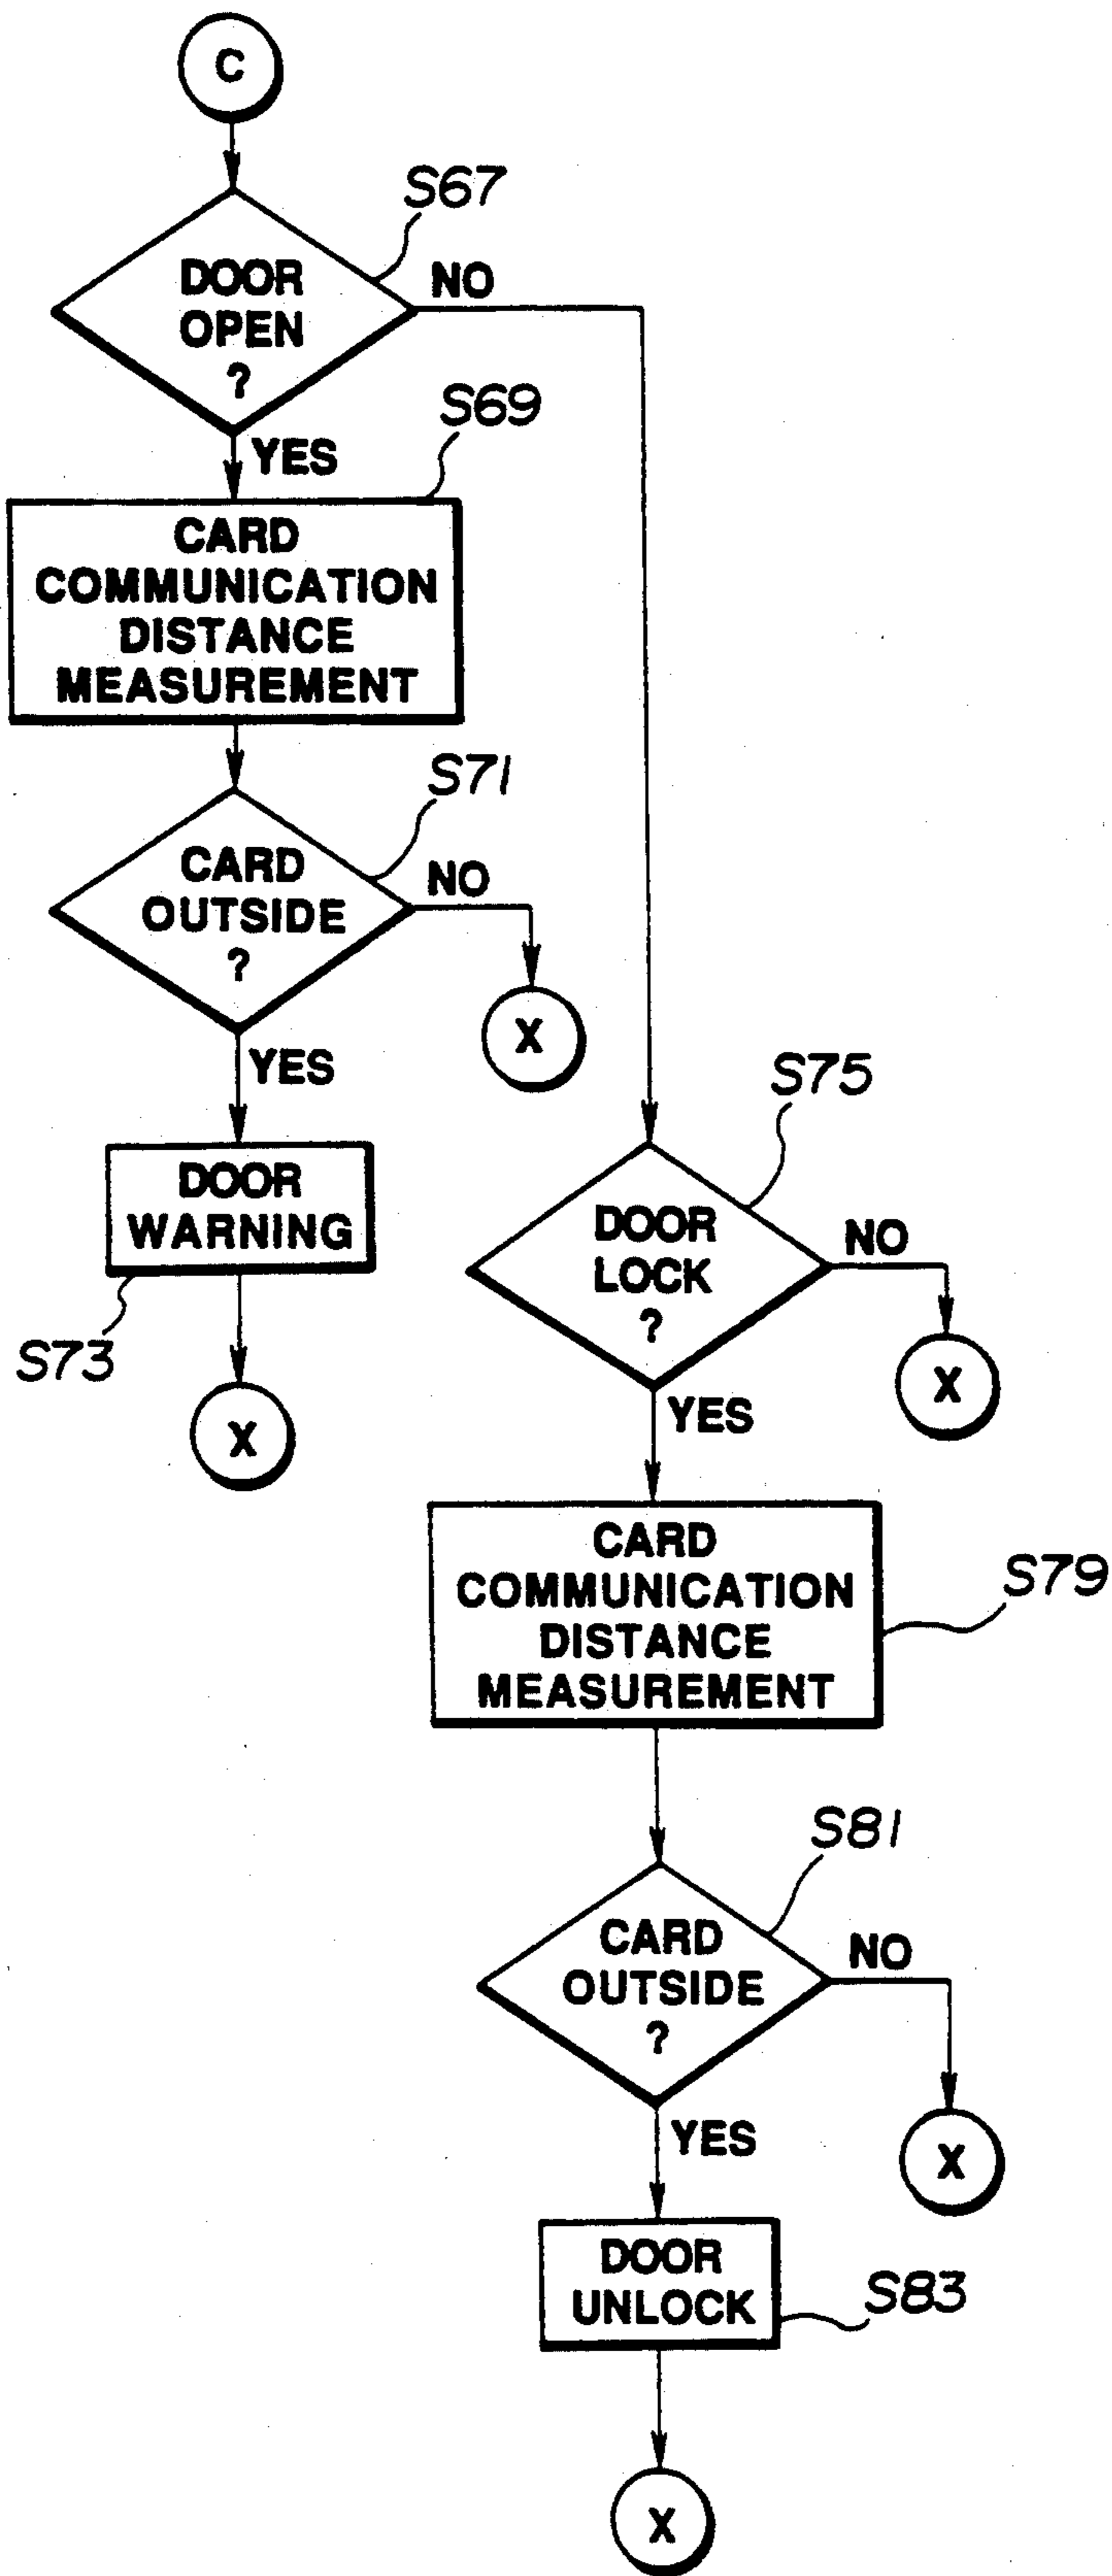 C
S67
DOOR
OPEN
?
NO
YES
S69
CARD
COMMUNICATION
DISTANCE
MEASUREMENT
S71
CARD
OUTSIDE
?
NO
X
YES
DOOR
WARNING
S73
X
S75
DOOR
LOCK
?
NO
X
YES
CARD
COMMUNICATION
DISTANCE
MEASUREMENT
S79
S81
CARD
OUTSIDE
?
NO
X
YES
DOOR
UNLOCK
S83
X